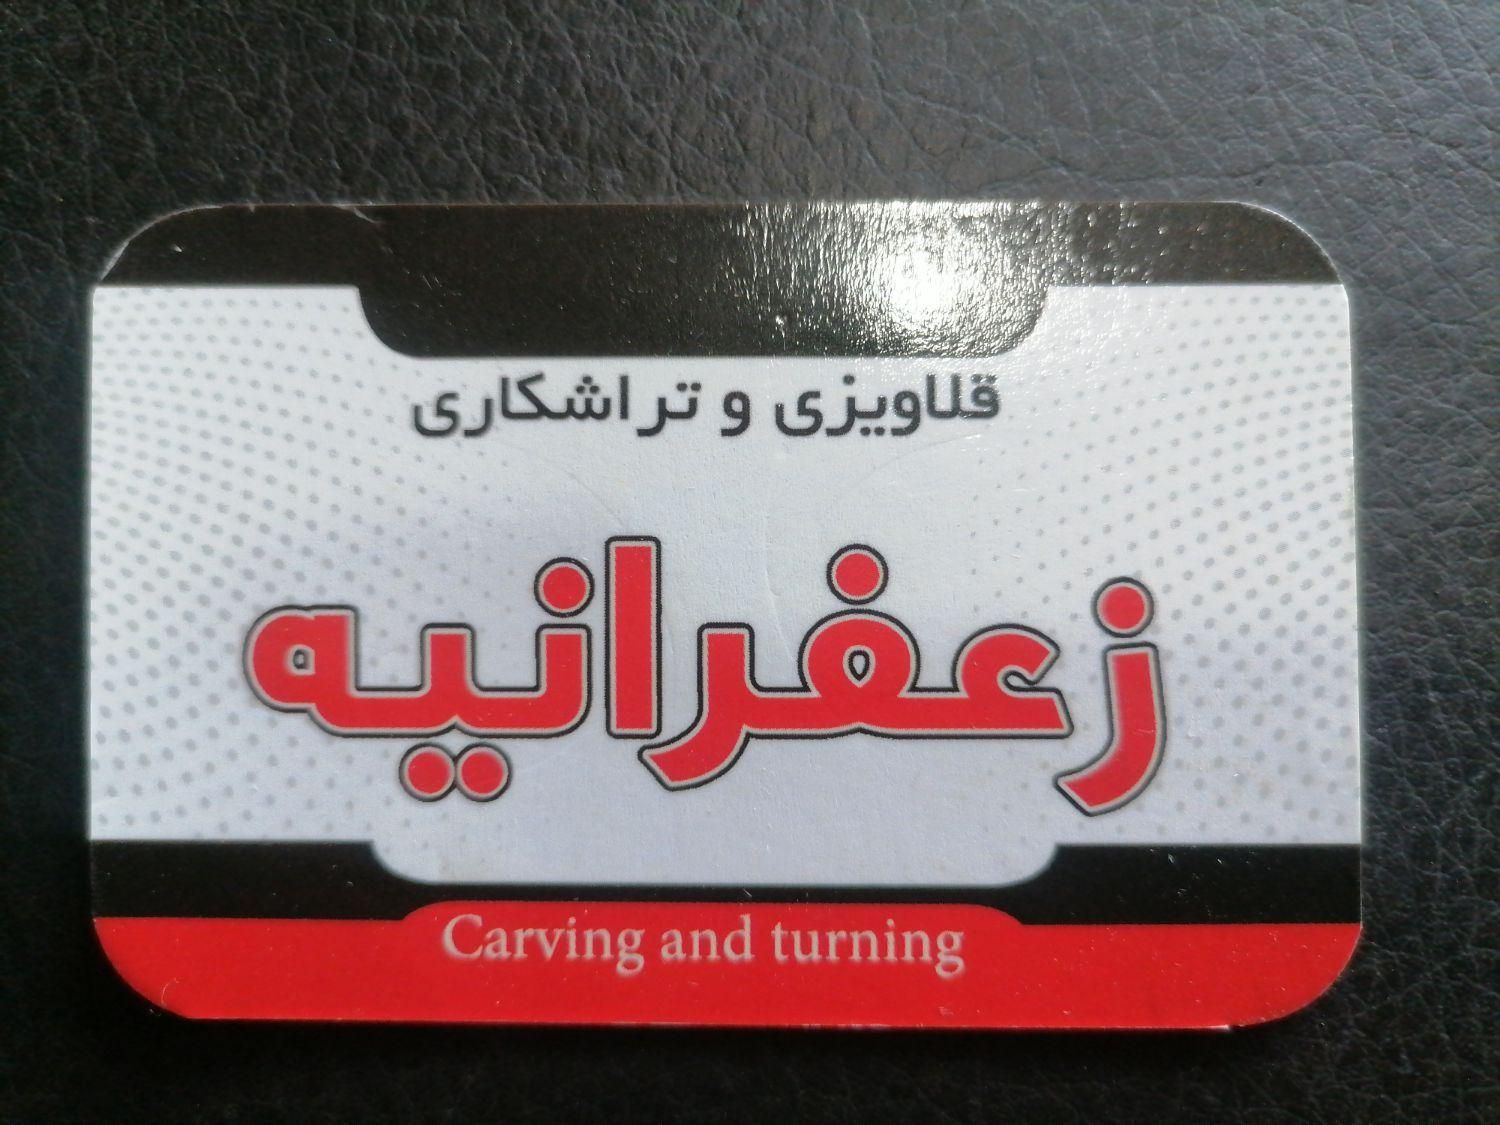 قلاویزی و تراشکاری
زعفرانیه
Carving and turning